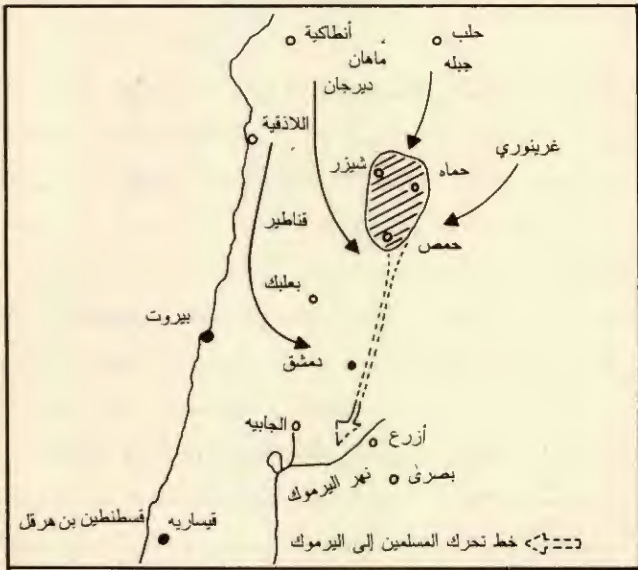 أنطاكية
حلب
ماهان
جبله
ديرجان
اللاذقية
غرينوري
شيزر
حماه
قناطير
حمص
بعلبك
بيروت
دمشق
الجابيه
أزرع
بصرى
نهر اليرموك
قسطنطين بن هرقل
قيساريه
خط تحرك المسلمين إلى اليرموك